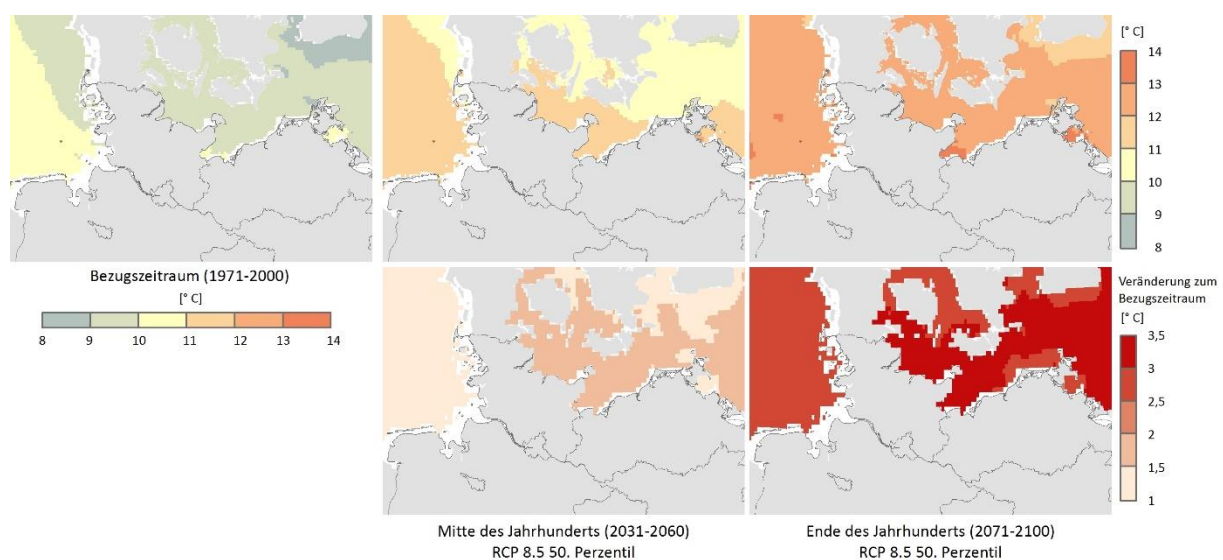 [° C]
14
13
12
11
10
9
8
Bezugszeitraum (1971-2000)
[° C]
8 9 10 11 12 13 14
Veränderung zum
Bezugszeitraum
[° C]
3,5
3
2,5
2
1,5
1
Mitte des Jahrhunderts (2031-2060)
RCP 8.5 50. Perzentil
Ende des Jahrhunderts (2071-2100)
RCP 8.5 50. Perzentil